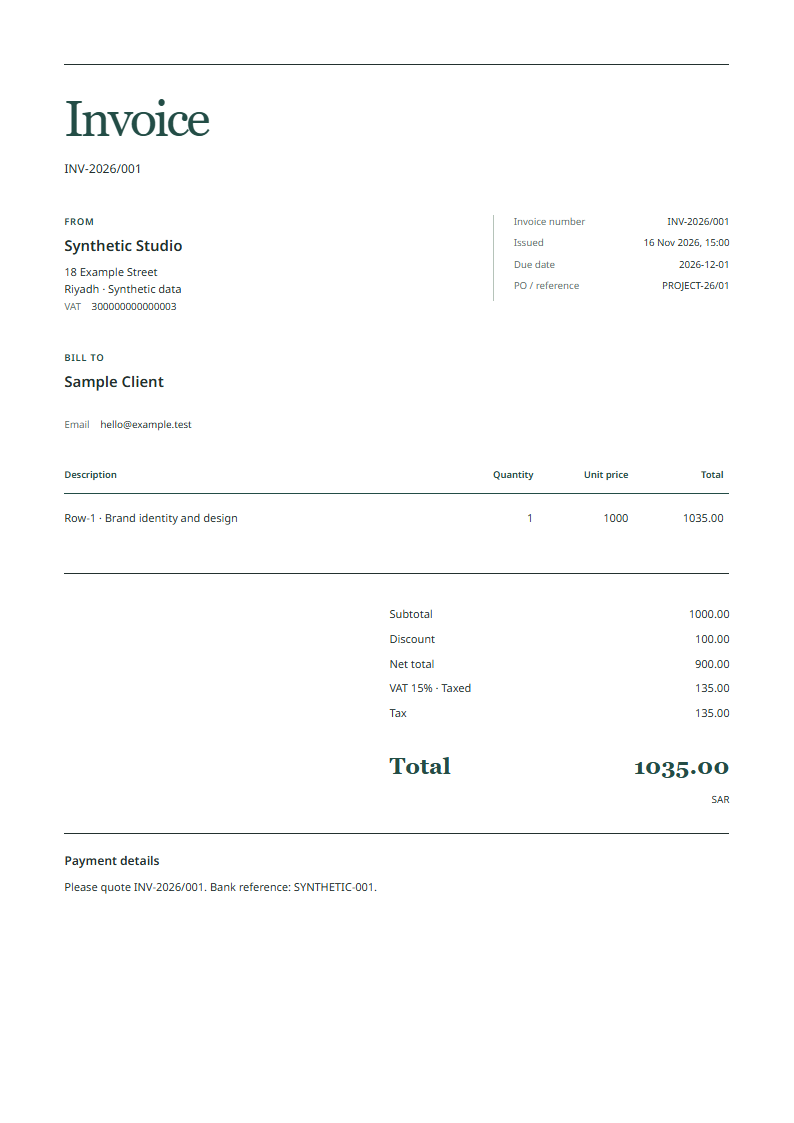 Invoice
INV-2026/001
FROM
Synthetic Studio
18 Example Street
Riyadh · Synthetic data
VAT 300000000000003
Invoice number INV-2026/001
Issued 16 Nov 2026, 15:00
Due date 2026-12-01
PO / reference PROJECT-26/01
BILL TO
Sample Client
Email hello@example.test
Description Quantity Unit price Total
Row-1 · Brand identity and design 1 1000 1035.00
Subtotal 1000.00
Discount 100.00
Net total 900.00
VAT 15% · Taxed 135.00
Tax 135.00
Total 1035.00
SAR
Payment details
Please quote INV-2026/001. Bank reference: SYNTHETIC-001.